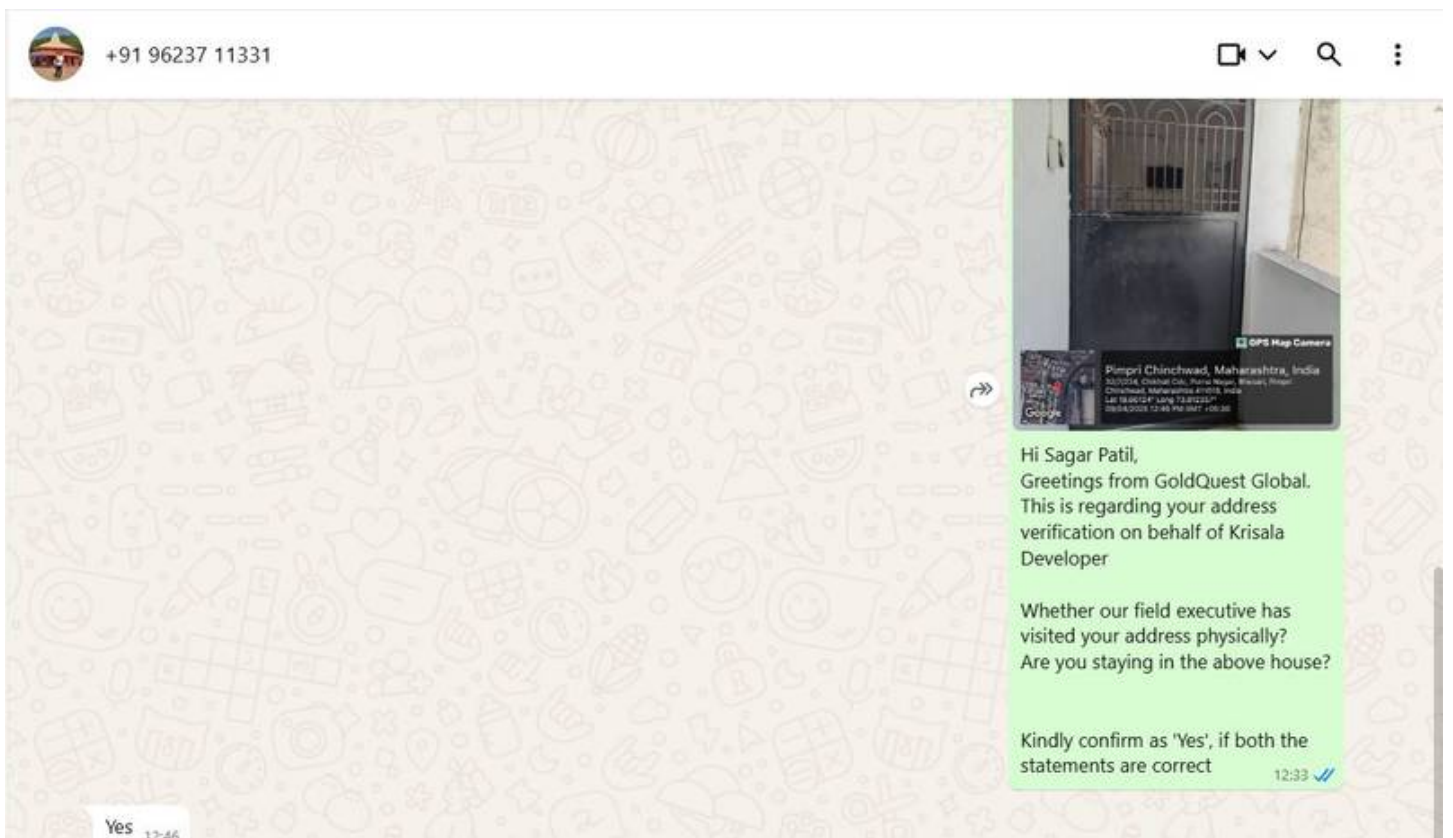 +91 96237 11331
GPS Map Camera
Pimpri Chinchwad, Maharashtra, India
Google
Hi Sagar Patil,
Greetings from GoldQuest Global.
This is regarding your address
verification on behalf of Krisala
Developer
Whether our field executive has
visited your address physically?
Are you staying in the above house?
Kindly confirm as 'Yes', if both the
statements are correct
12:33
Yes
12:46